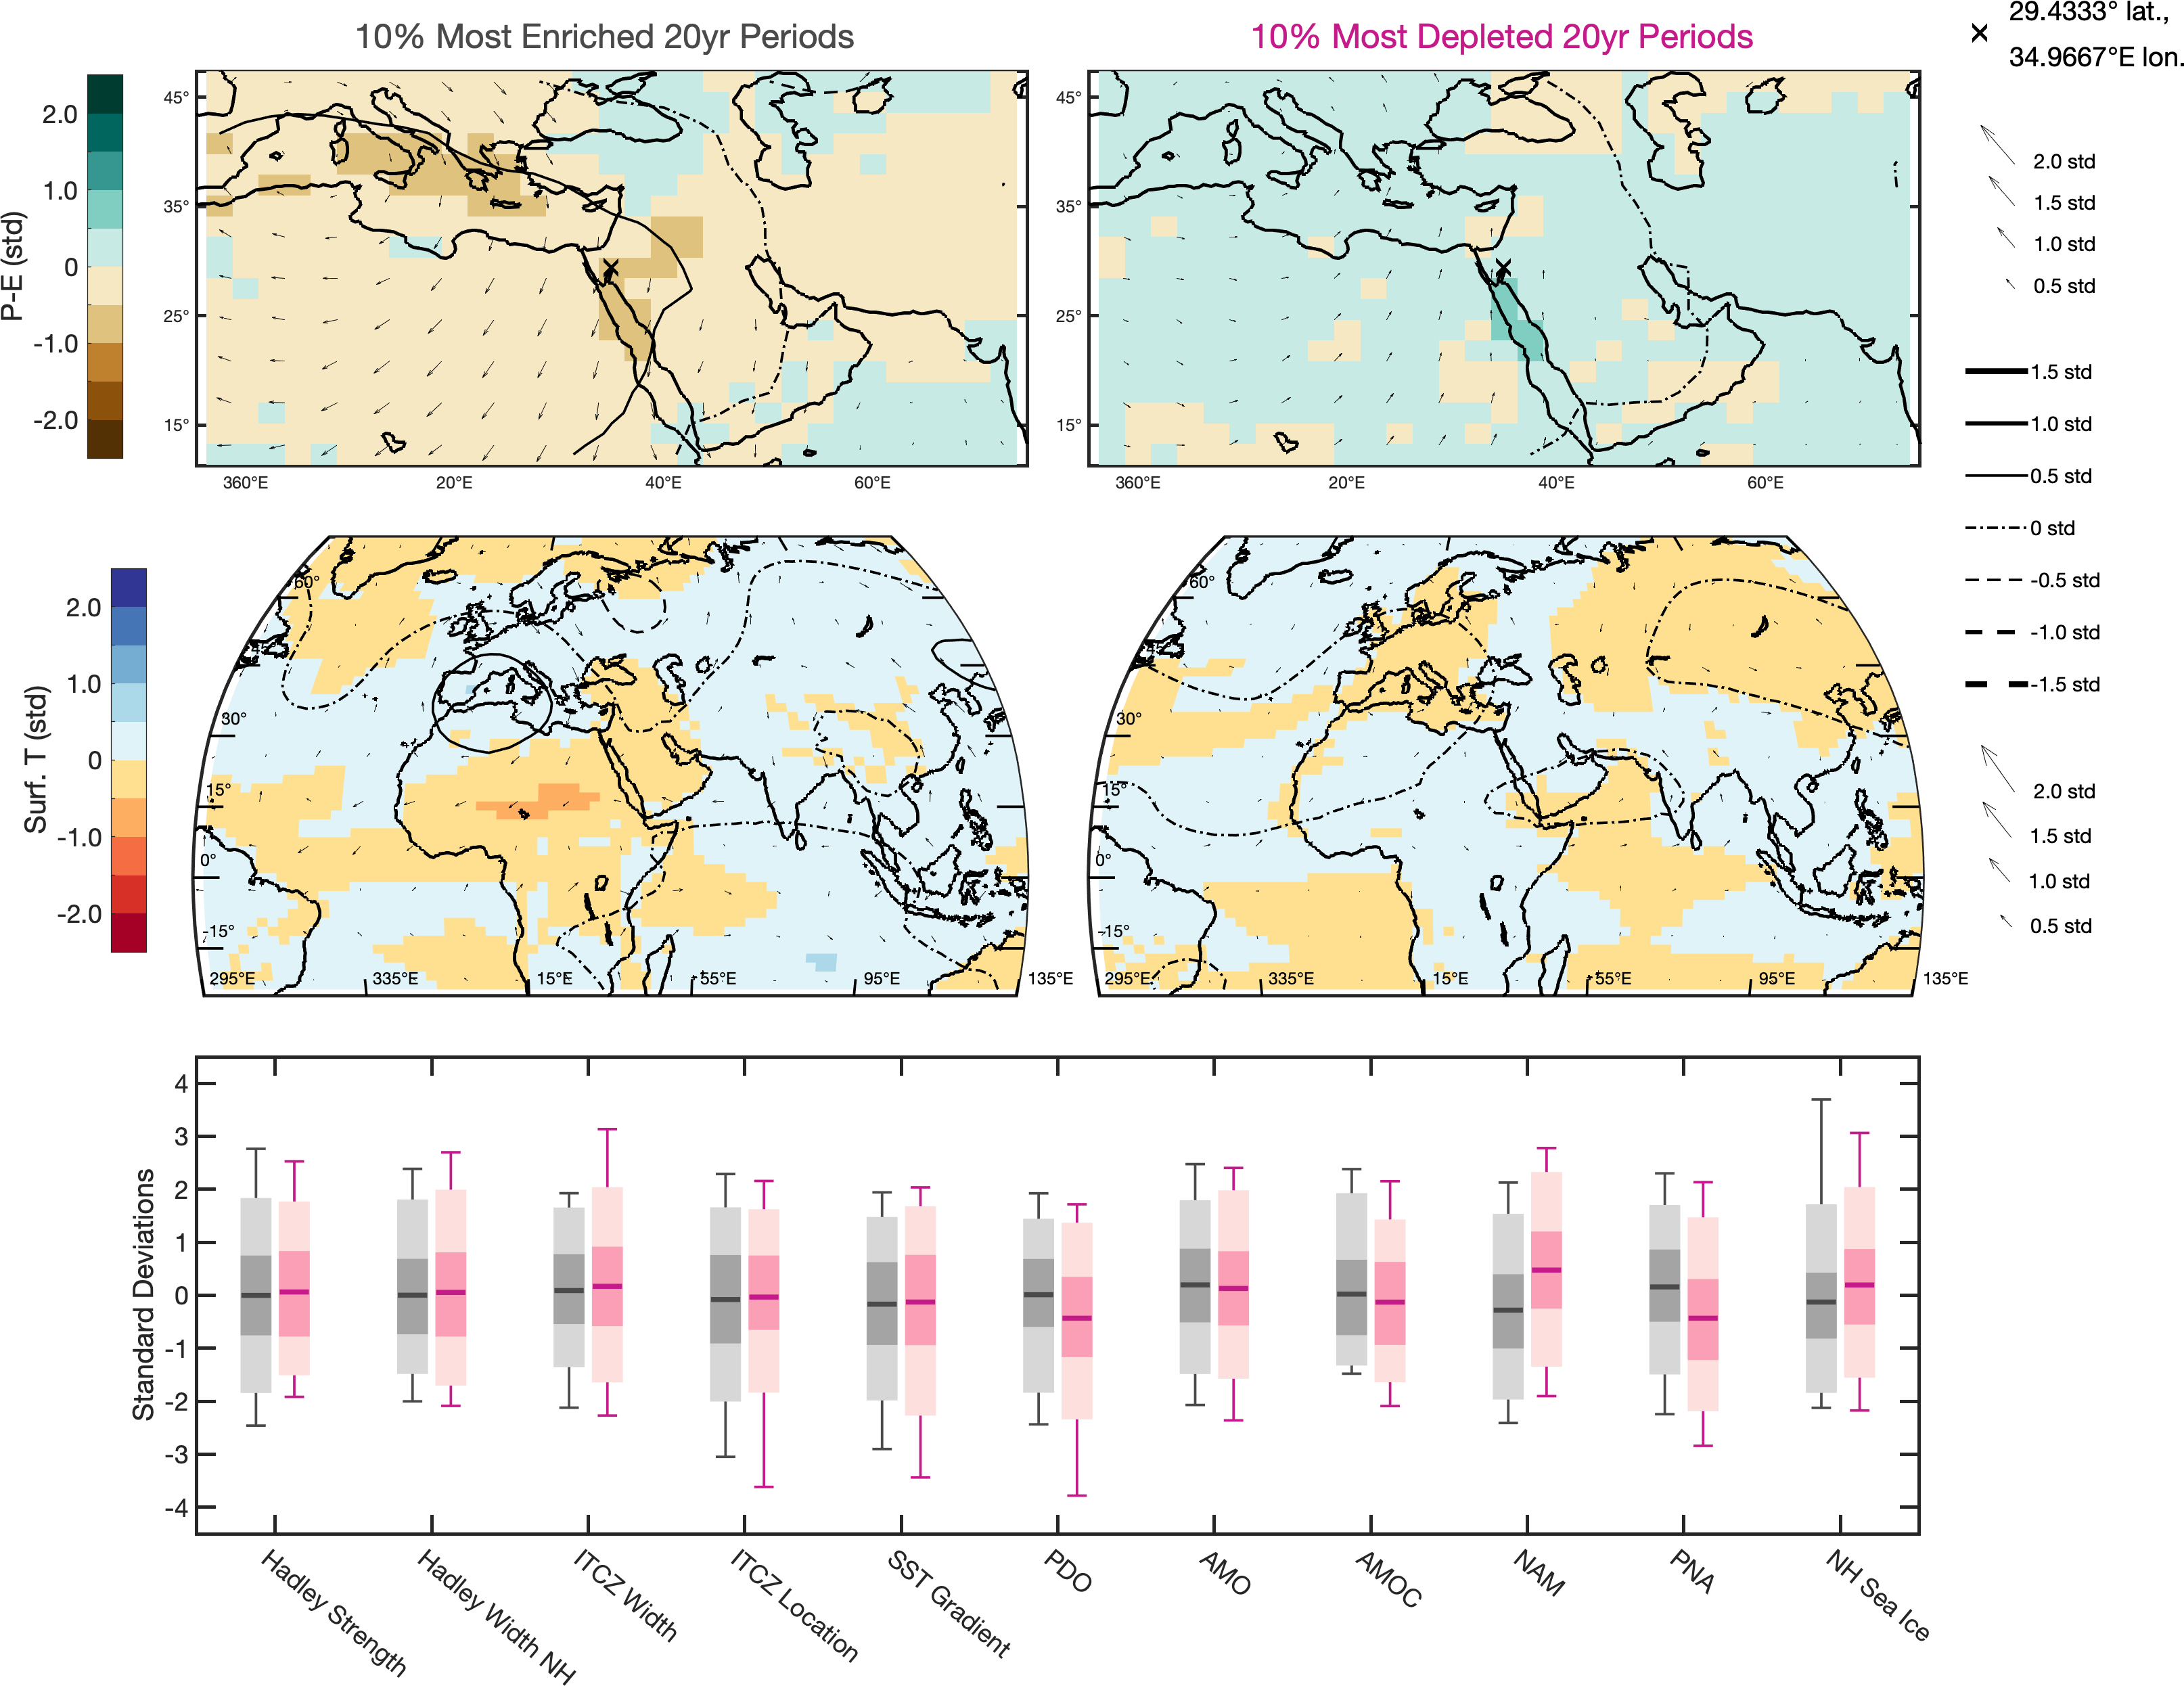 10% Most Enriched 20yr Periods
10% Most Depleted 20yr Periods
29.4333° lat.,
34.9667°E lon.
P-E (std)
2.0
1.0
0
-1.0
-2.0
45°
35°
25°
15°
360°E
20°E
40°E
60°E
45°
35°
25°
15°
360°E
20°E
40°E
60°E
2.0 std
1.5 std
1.0 std
0.5 std
1.5 std
1.0 std
0.5 std
0 std
-0.5 std
-1.0 std
-1.5 std
Surf. T (std)
2.0
1.0
0
-1.0
-2.0
60°
45°
30°
15°
0°
-15°
295°E
335°E
15°E
55°E
95°E
135°E
60°
45°
30°
15°
0°
-15°
295°E
335°E
15°E
55°E
95°E
135°E
2.0 std
1.5 std
1.0 std
0.5 std
Standard Deviations
4
3
2
1
0
-1
-2
-3
-4
Hadley Strength
Hadley Width NH
ITCZ Width
ITCZ Location
SST Gradient
PDO
AMO
AMOC
NAM
PNA
NH Sea Ice